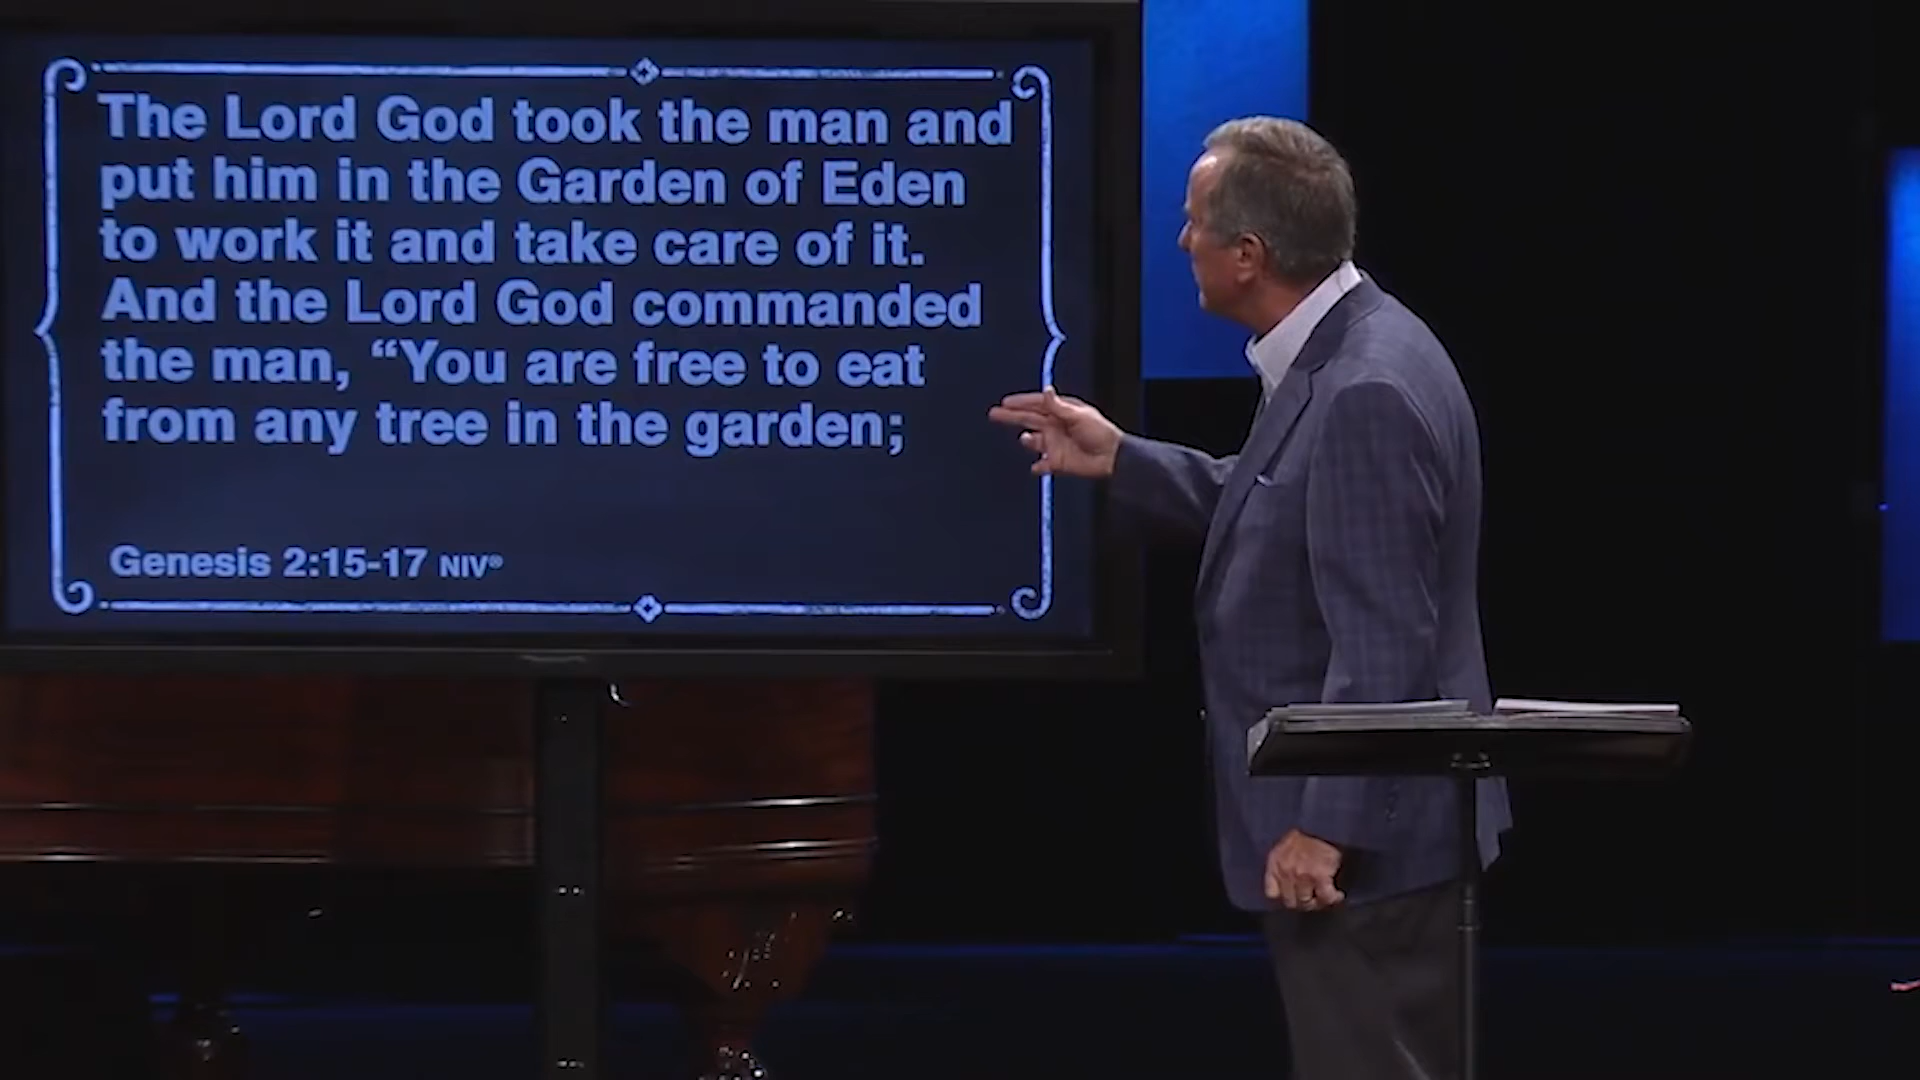 The Lord God took the man and
put him in the Garden of Eden
to work it and take care of it.
And the Lord God commanded
the man, “You are free to eat
from any tree in the garden;
Genesis 2:15-17 NIV®